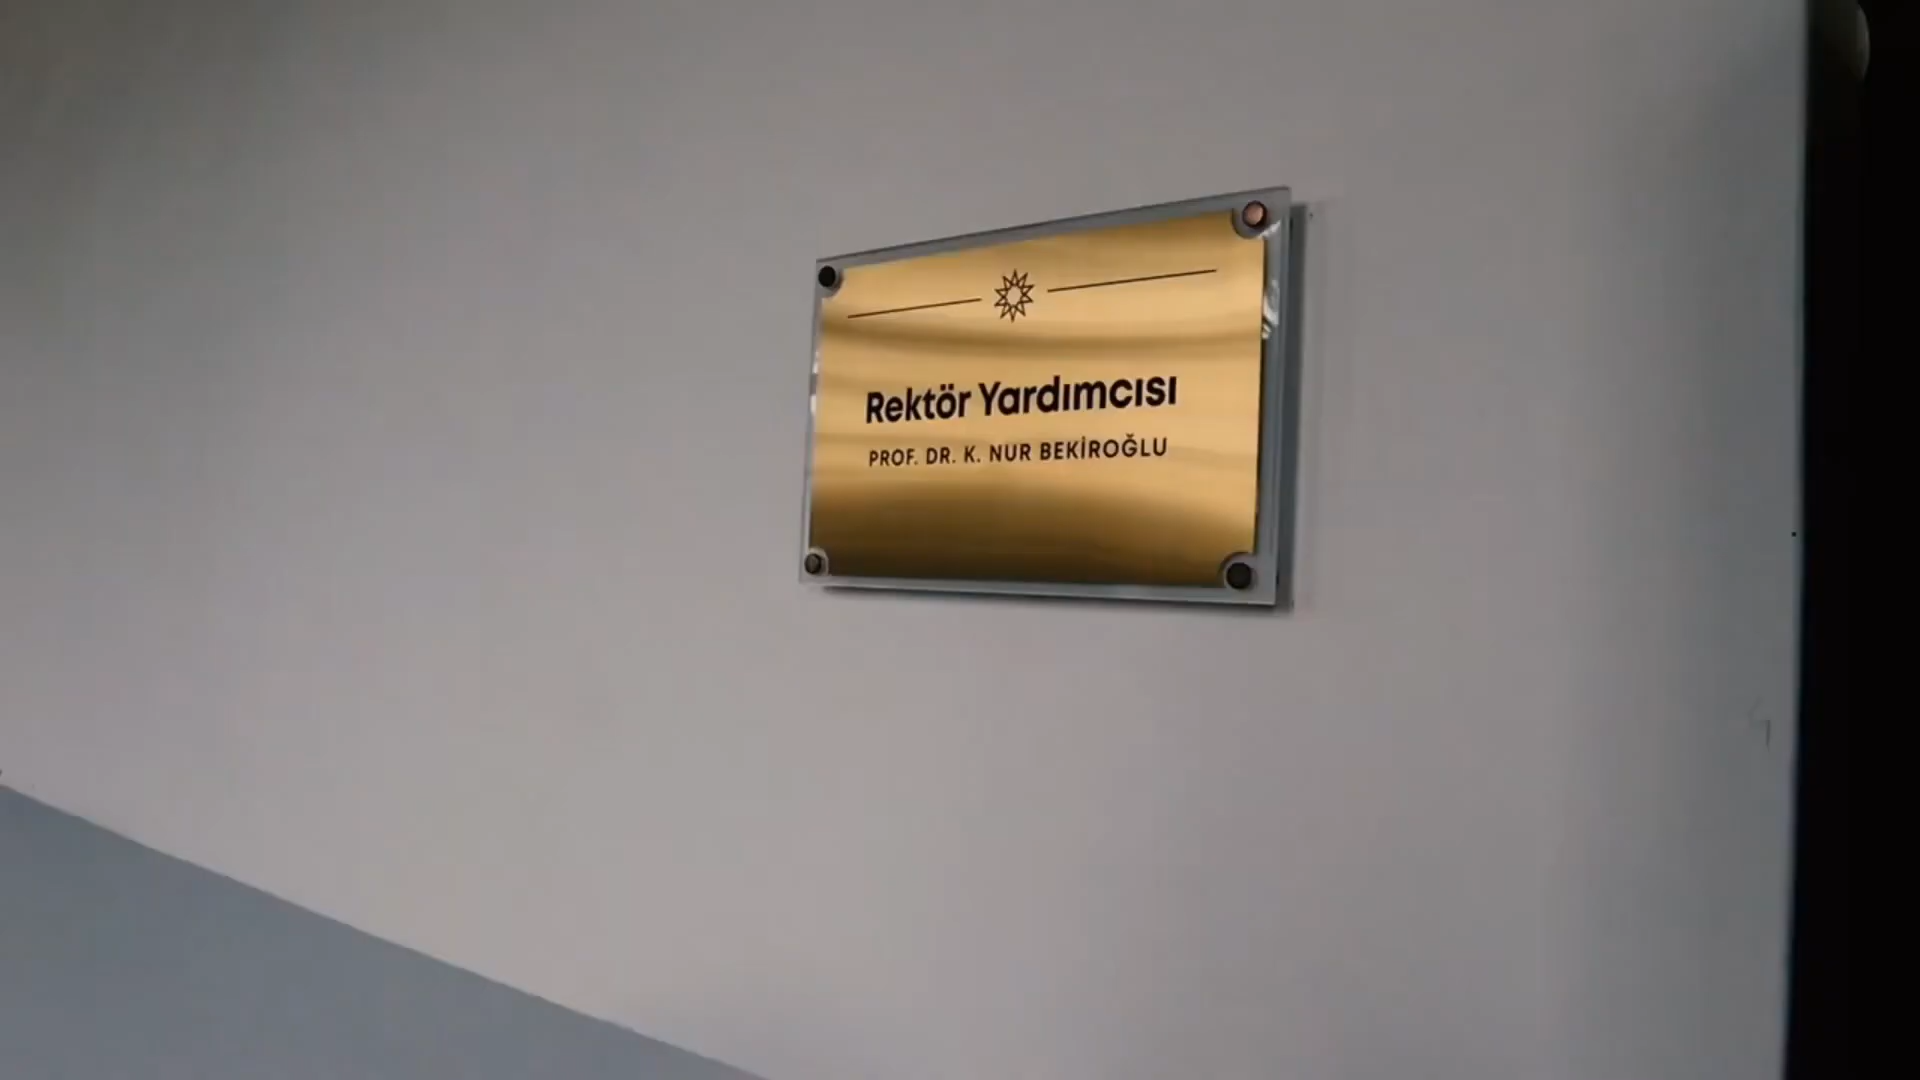 Rektör Yardımcısı
PROF. DR. K. NUR BEKİROĞLU